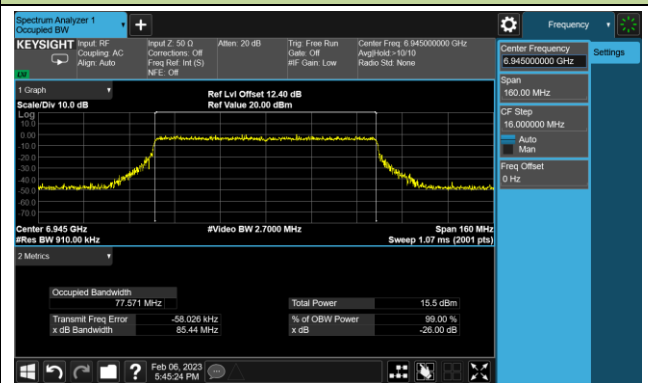 Spectrum Analyzer 1
Occupied BW
Frequency
KEYSIGHT
Input: RF
Coupling: AC
Align: Auto
Input Z: 50 Ω
Corrections: Off
Freq Ref: Int (S)
NFE: Off
Atten: 20 dB
Trig: Free Run
Gate: Off
#IF Gain: Low
Center Freq: 6.945000000 GHz
Avg|Hold:>10/10
Radio Std: None
Center Frequency
6.945000000 GHz
Settings
Span
160.00 MHz
CF Step
16.000000 MHz
Auto
Man
Freq Offset
0 Hz
1 Graph
Scale/Div 10.0 dB
Ref Lvl Offset 12.40 dB
Ref Value 20.00 dBm
Log
10.0
0.00
-10.0
-20.0
-30.0
-40.0
-50.0
-60.0
-70.0
Center 6.945 GHz
#Res BW 910.00 kHz
#Video BW 2.7000 MHz
Span 160 MHz
Sweep 1.07 ms (2001 pts)
2 Metrics
Occupied Bandwidth
77.571 MHz
Total Power 15.5 dBm
Transmit Freq Error -58.026 kHz
% of OBW Power 99.00 %
x dB Bandwidth 85.44 MHz
x dB -26.00 dB
?
Feb 06, 2023
5:45:24 PM